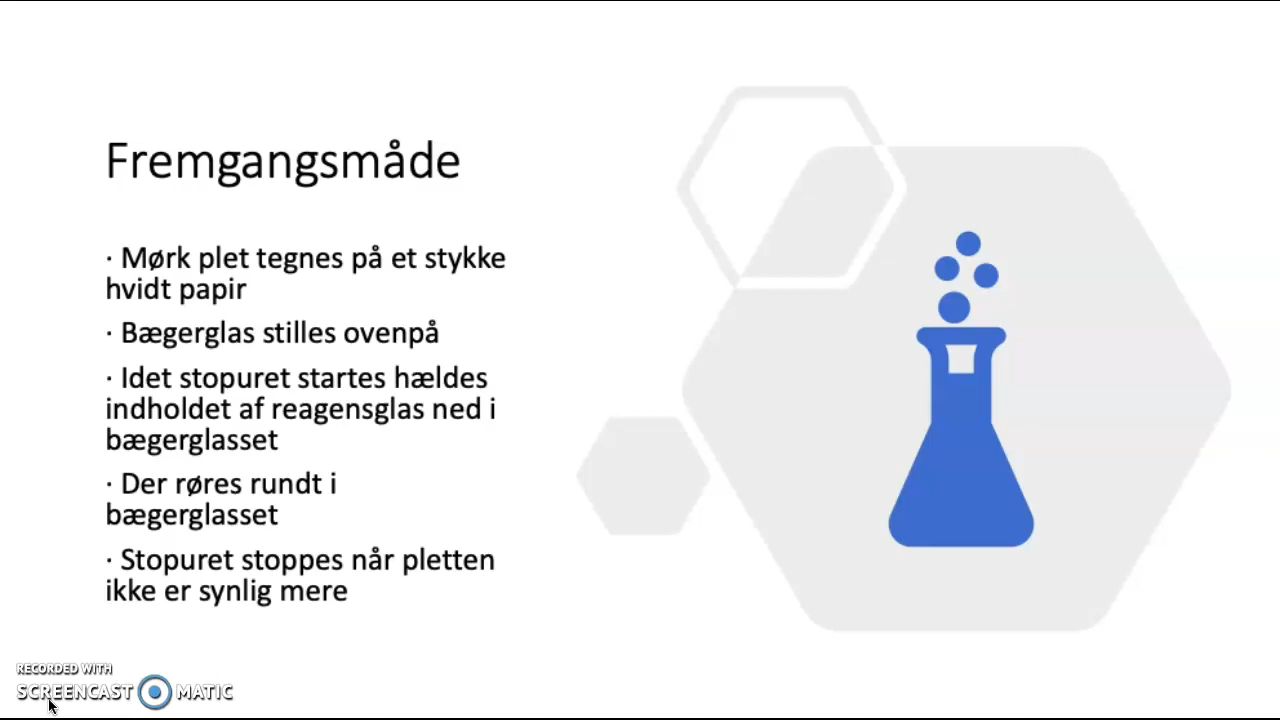 Fremgangsmåde
· Mørk plet tegnes på et stykke
hvidt papir
· Bægerglas stilles ovenpå
· Idet stopuret startes hældes
indholdet af reagensglas ned i
bægerglasset
· Der røres rundt i
bægerglasset
· Stopuret stoppes når pletten
ikke er synlig mere
RECORDED WITH
SCREENCAST MATIC